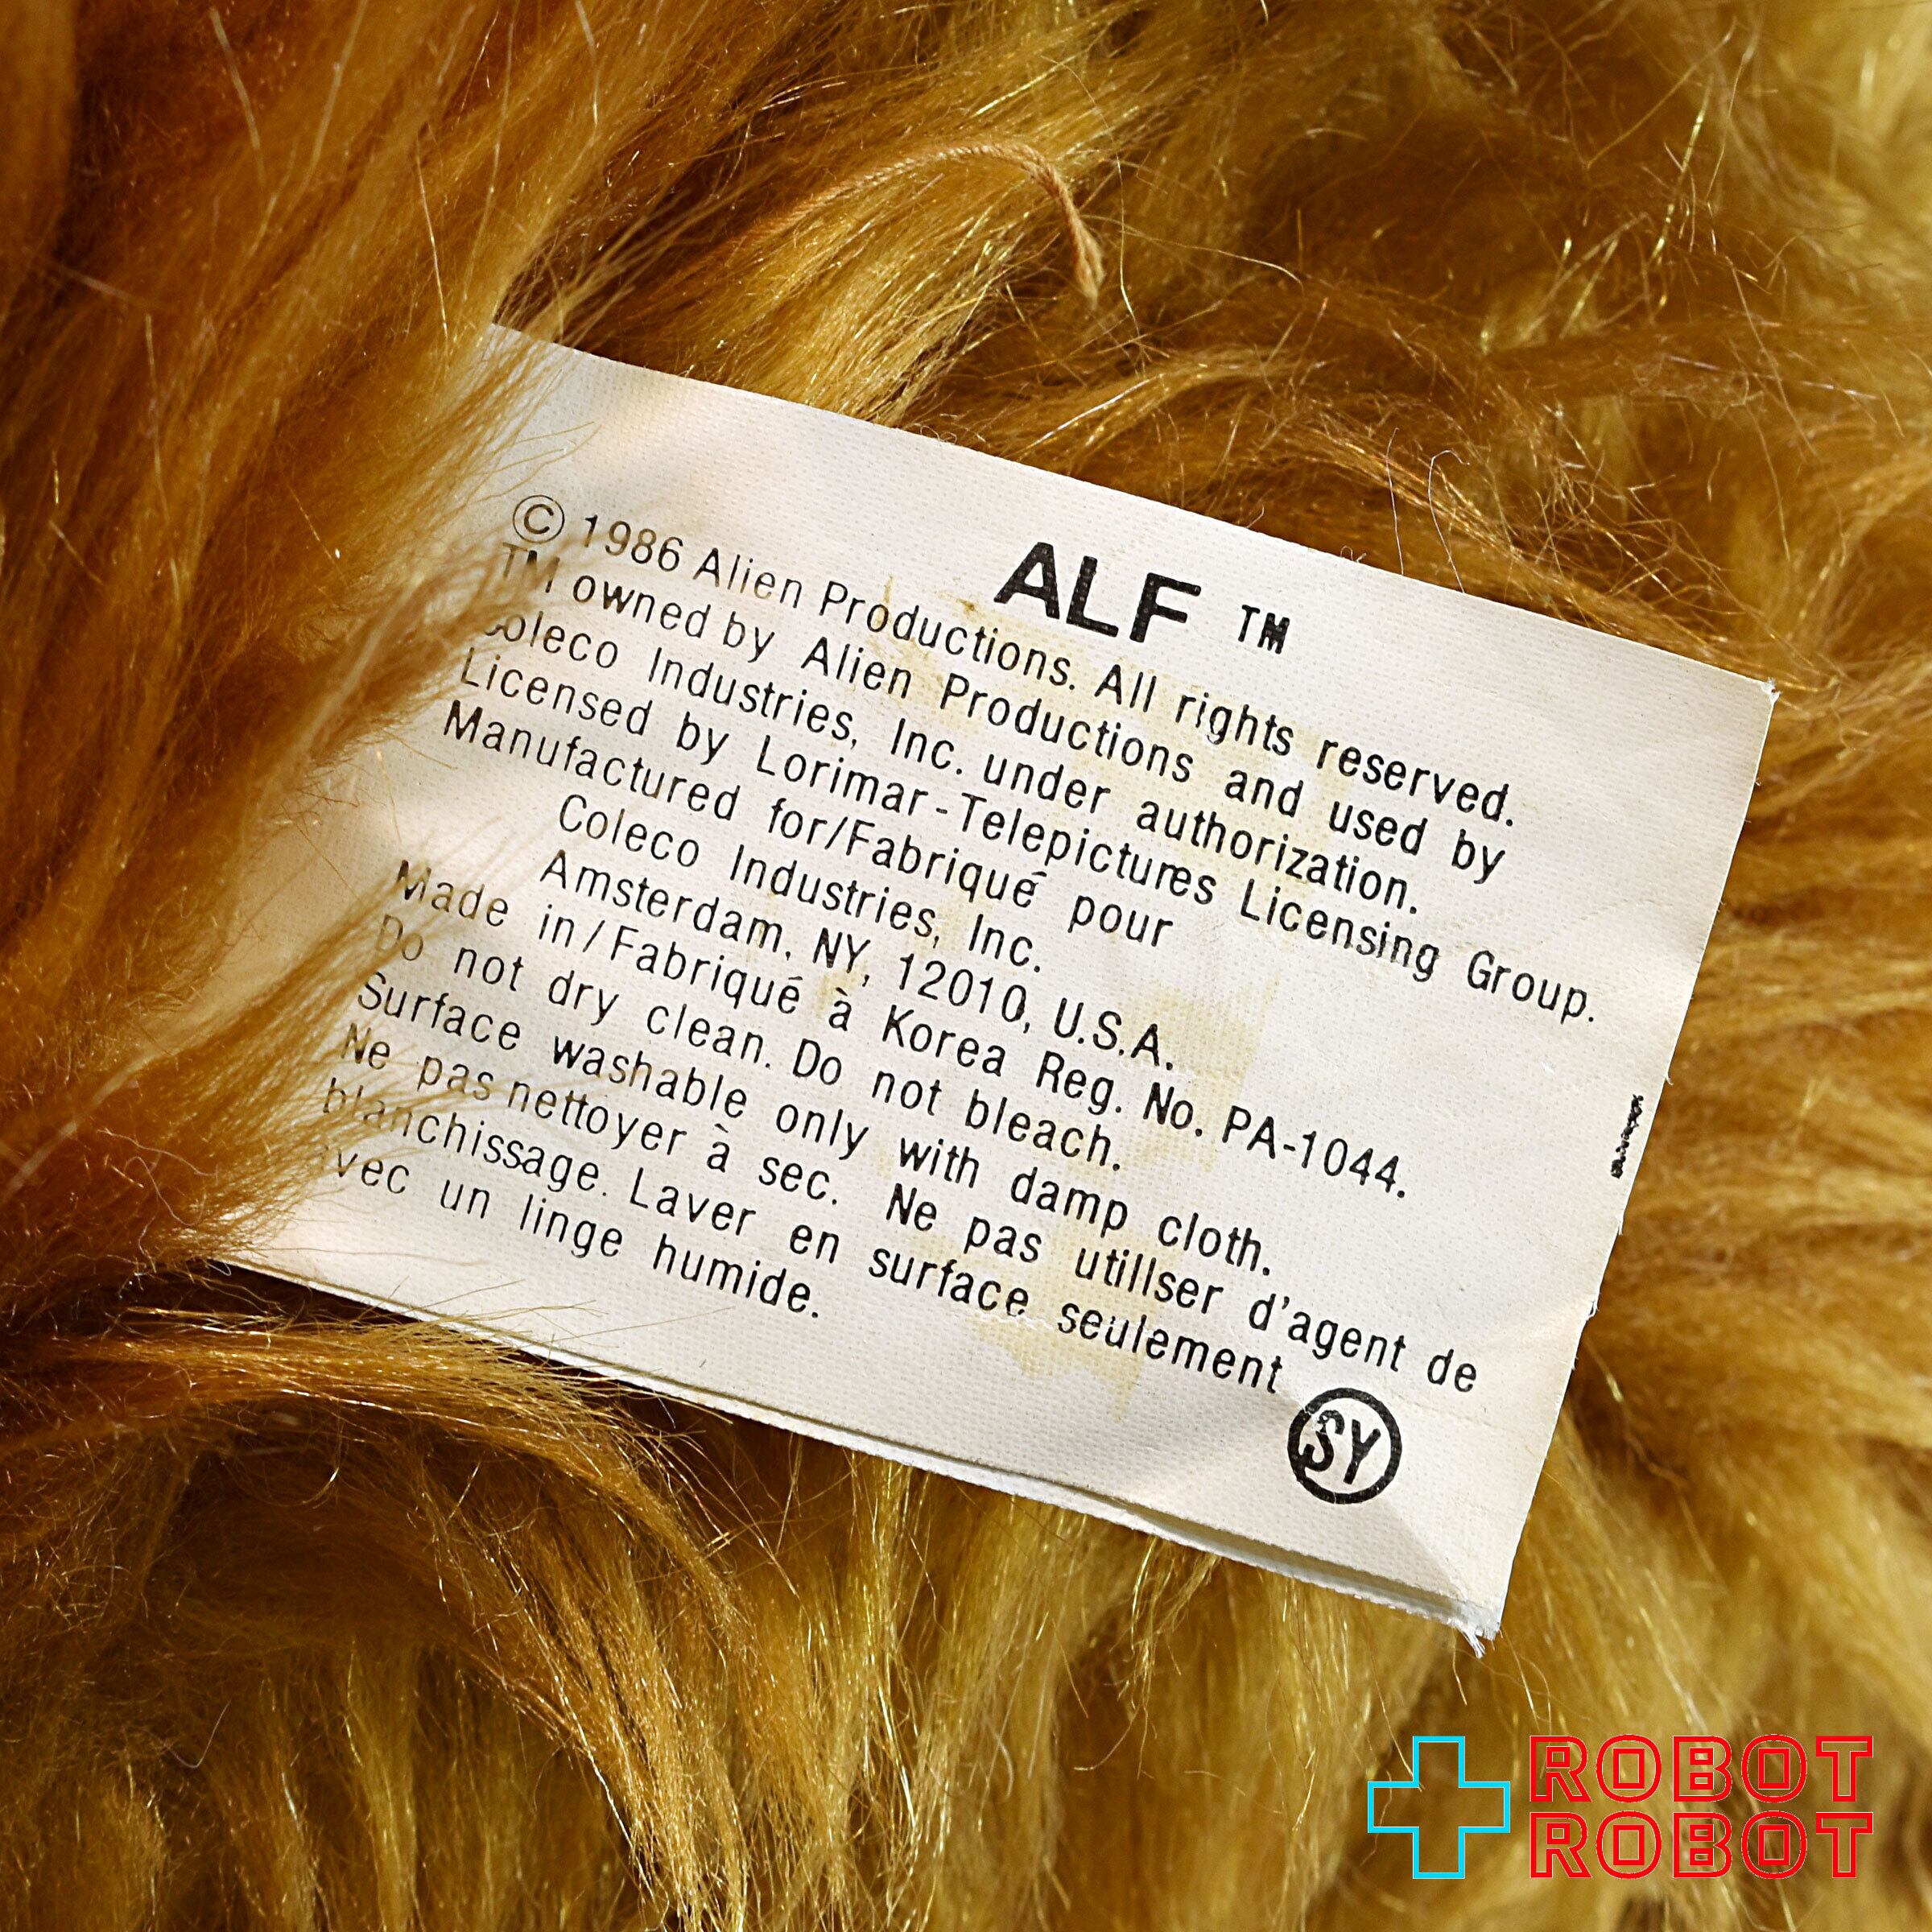 ALF ™
© 1986 Alien Productions. All rights reserved.
TM owned by Alien Productions and used by
Coleco Industries, Inc. under authorization.
Licensed by Lorimar-Telepictures Licensing Group.
Manufactured for/Fabriqué pour
Coleco Industries, Inc.
Amsterdam, NY, 12010, U.S.A.
Made in/Fabriqué à Korea Reg. No. PA-1044.
Do not dry clean. Do not bleach.
Surface washable only with damp cloth.
Ne pas nettoyer à sec. Ne pas utillser d'agent de
blanchissage. Laver en surface seulement
avec un linge humide.
SY
ROBOT
ROBOT